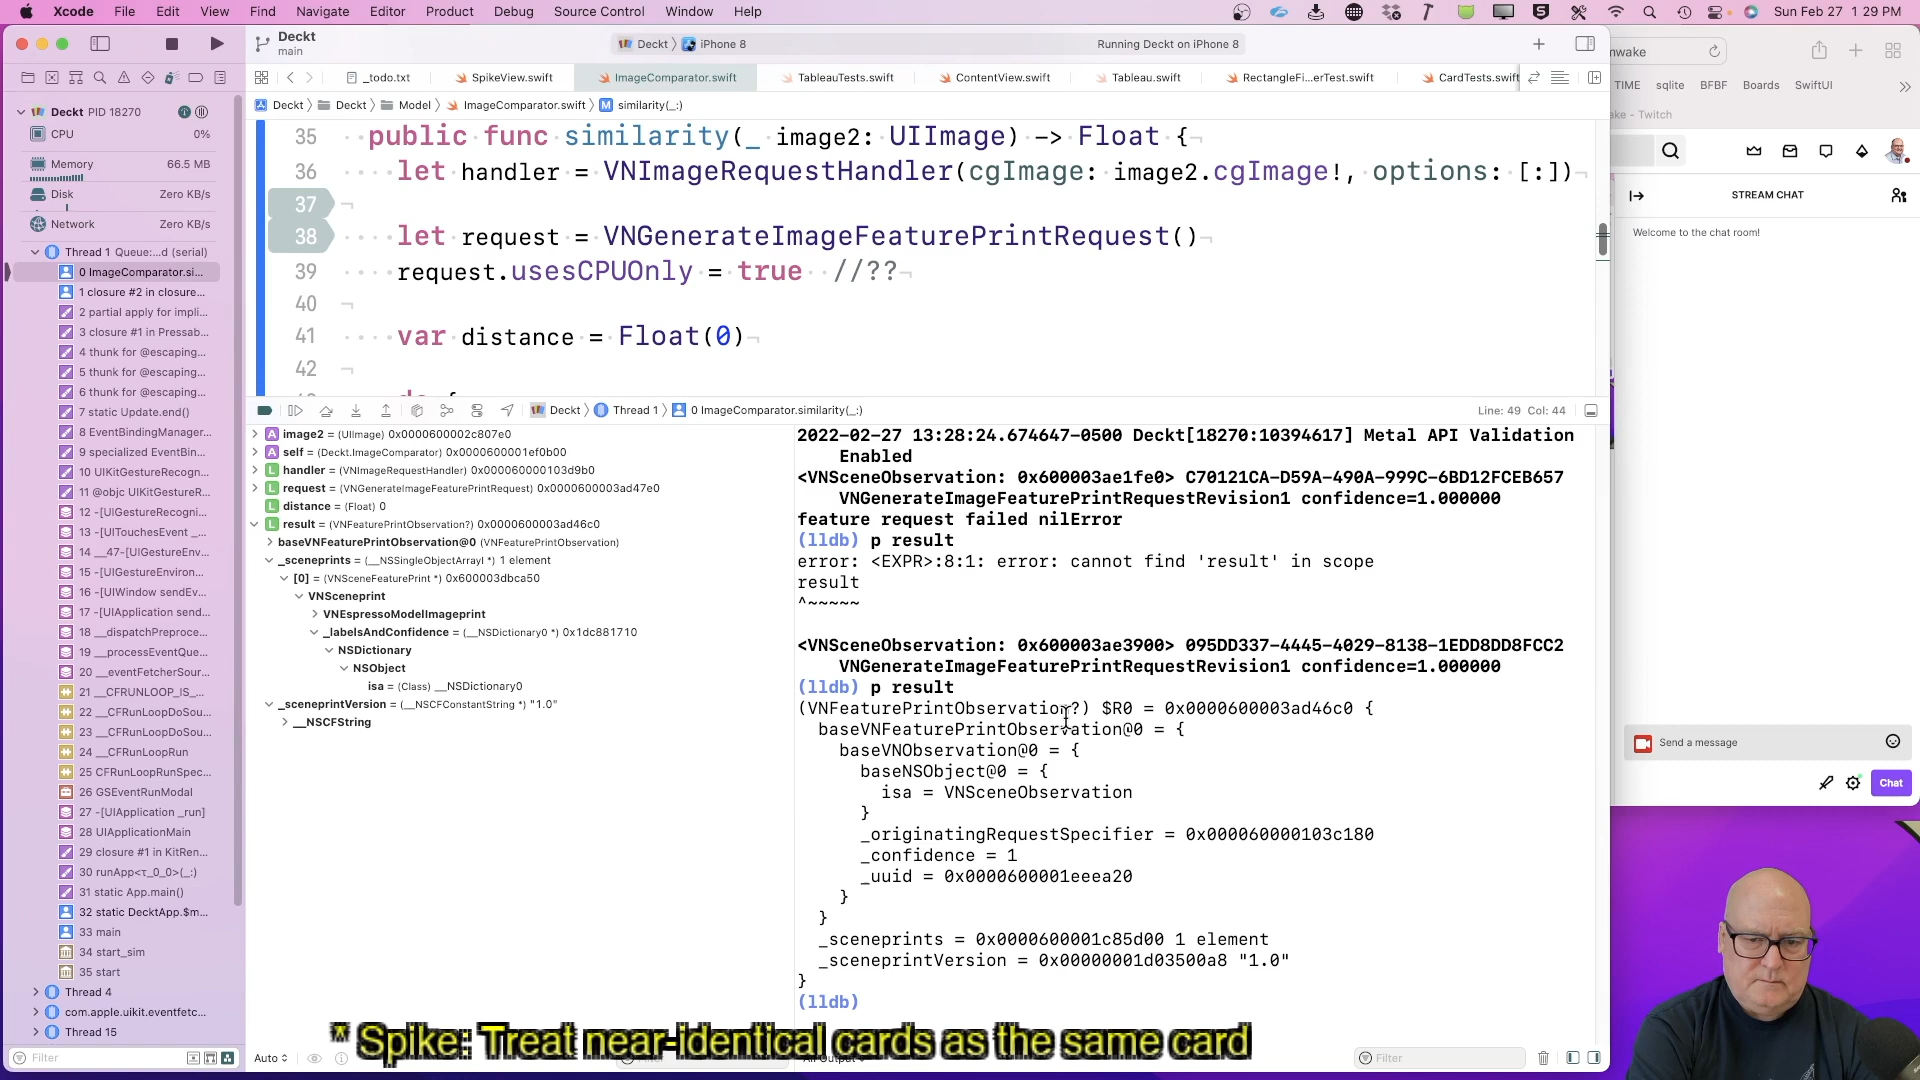 Xcode File Edit View Find Navigate Editor Product Debug Source Control Window Help
Sun Feb 27 1:29 PM
Deckt
main
Deckt 〉 iPhone 8
Running Deckt on iPhone 8
_todo.txt SpikeView.swift ImageComparator.swift TableauTests.swift ContentView.swift Tableau.swift RectangleFi...erTest.swift CardTests.swift
Deckt 〉 Deckt 〉 Model 〉 ImageComparator.swift 〉 M similarity(_:)
Deckt PID 18270
CPU 0%
Memory 66.5 MB
Disk Zero KB/s
Network Zero KB/s
Thread 1 Queue:...d (serial)
0 ImageComparator.si...
1 closure #2 in closure...
2 partial apply for impli...
3 closure #1 in Pressab...
4 thunk for @escaping...
5 thunk for @escaping...
6 thunk for @escaping...
7 static Update.end()
8 EventBindingManager...
9 specialized EventBin...
10 UIKitGestureRecogn...
11 @objc UIKitGestureR...
12 -[UIGestureRecogni...
13 -[UITouchesEvent _...
14 __47-[UIGestureEnv...
15 -[UIGestureEnviron...
16 -[UIWindow sendEv...
17 -[UIApplication send...
18 __dispatchPreproce...
19 __processEventQue...
20 __eventFetcherSour...
21 __CFRUNLOOP_IS_...
22 __CFRunLoopDoSou...
23 __CFRunLoopDoSou...
24 __CFRunLoopRun
25 CFRunLoopRunSpec...
26 GSEventRunModal
27 -[UIApplication _run]
28 UIApplicationMain
29 closure #1 in KitRen...
30 runApp<τ_0_0>(_:)
31 static App.main()
32 static DecktApp.$m...
33 main
34 start_sim
35 start
Thread 4
com.apple.uikit.eventfetc...
Thread 15
Filter
35 public func similarity(_ image2: UIImage) -> Float {
36 let handler = VNImageRequestHandler(cgImage: image2.cgImage!, options: [:])
37
38 let request = VNGenerateImageFeaturePrintRequest()
39 request.usesCPUOnly = true //??
40
41 var distance = Float(0)
42
Deckt 〉 Thread 1 〉 0 ImageComparator.similarity(_:)
Line: 49 Col: 44
A image2 = (UIImage) 0x0000600002c807e0
A self = (Deckt.ImageComparator) 0x0000600001ef0b00
L handler = (VNImageRequestHandler) 0x000060000103d9b0
L request = (VNGenerateImageFeaturePrintRequest) 0x0000600003ad47e0
L distance = (Float) 0
L result = (VNFeaturePrintObservation?) 0x0000600003ad46c0
baseVNFeaturePrintObservation@0 (VNFeaturePrintObservation)
_sceneprints = (__NSSingleObjectArrayI *) 1 element
[0] = (VNSceneFeaturePrint *) 0x600003dbca50
VNSceneprint
VNEspressoModelImageprint
_labelsAndConfidence = (__NSDictionary0 *) 0x1dc881710
NSDictionary
NSObject
isa = (Class) __NSDictionary0
_sceneprintVersion = (__NSCFConstantString *) "1.0"
__NSCFString
Auto
2022-02-27 13:28:24.674647-0500 Deckt[18270:10394617] Metal API Validation
Enabled
<VNSceneObservation: 0x600003ae1fe0> C70121CA-D59A-490A-999C-6BD12FCEB657
VNGenerateImageFeaturePrintRequestRevision1 confidence=1.000000
feature request failed nilError
(lldb) p result
error: <EXPR>:8:1: error: cannot find 'result' in scope
result
^~~~~~
<VNSceneObservation: 0x600003ae3900> 095DD337-4445-4029-8138-1EDD8DD8FCC2
VNGenerateImageFeaturePrintRequestRevision1 confidence=1.000000
(lldb) p result
(VNFeaturePrintObservation?) $R0 = 0x0000600003ad46c0 {
baseVNFeaturePrintObservation@0 = {
baseVNObservation@0 = {
baseNSObject@0 = {
isa = VNSceneObservation
}
_originatingRequestSpecifier = 0x000060000103c180
_confidence = 1
_uuid = 0x0000600001eeea20
}
}
_sceneprints = 0x0000600001c85d00 1 element
_sceneprintVersion = 0x00000001d03500a8 "1.0"
}
(lldb)
Filter
* Spike: Treat near-identical cards as the same card
TIME sqlite BFBF Boards SwiftUI
- Twitch
STREAM CHAT
Welcome to the chat room!
Send a message
Chat